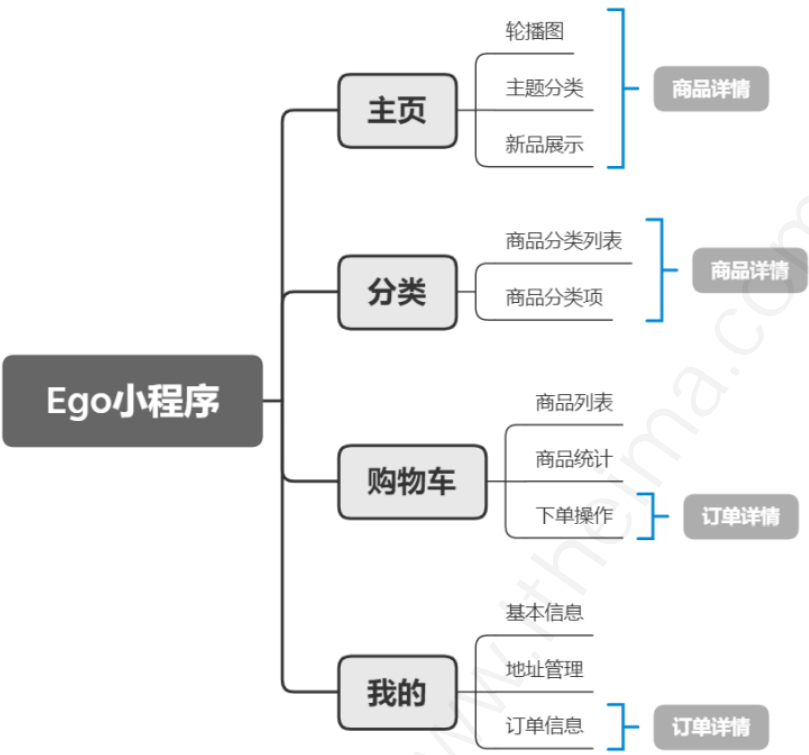 轮播图
主题分类
新品展示
主页
商品详情
商品分类列表
商品分类项
分类
商品详情
Ego小程序
商品列表
商品统计
下单操作
购物车
订单详情
基本信息
地址管理
订单信息
我的
订单详情
www.itheima.com